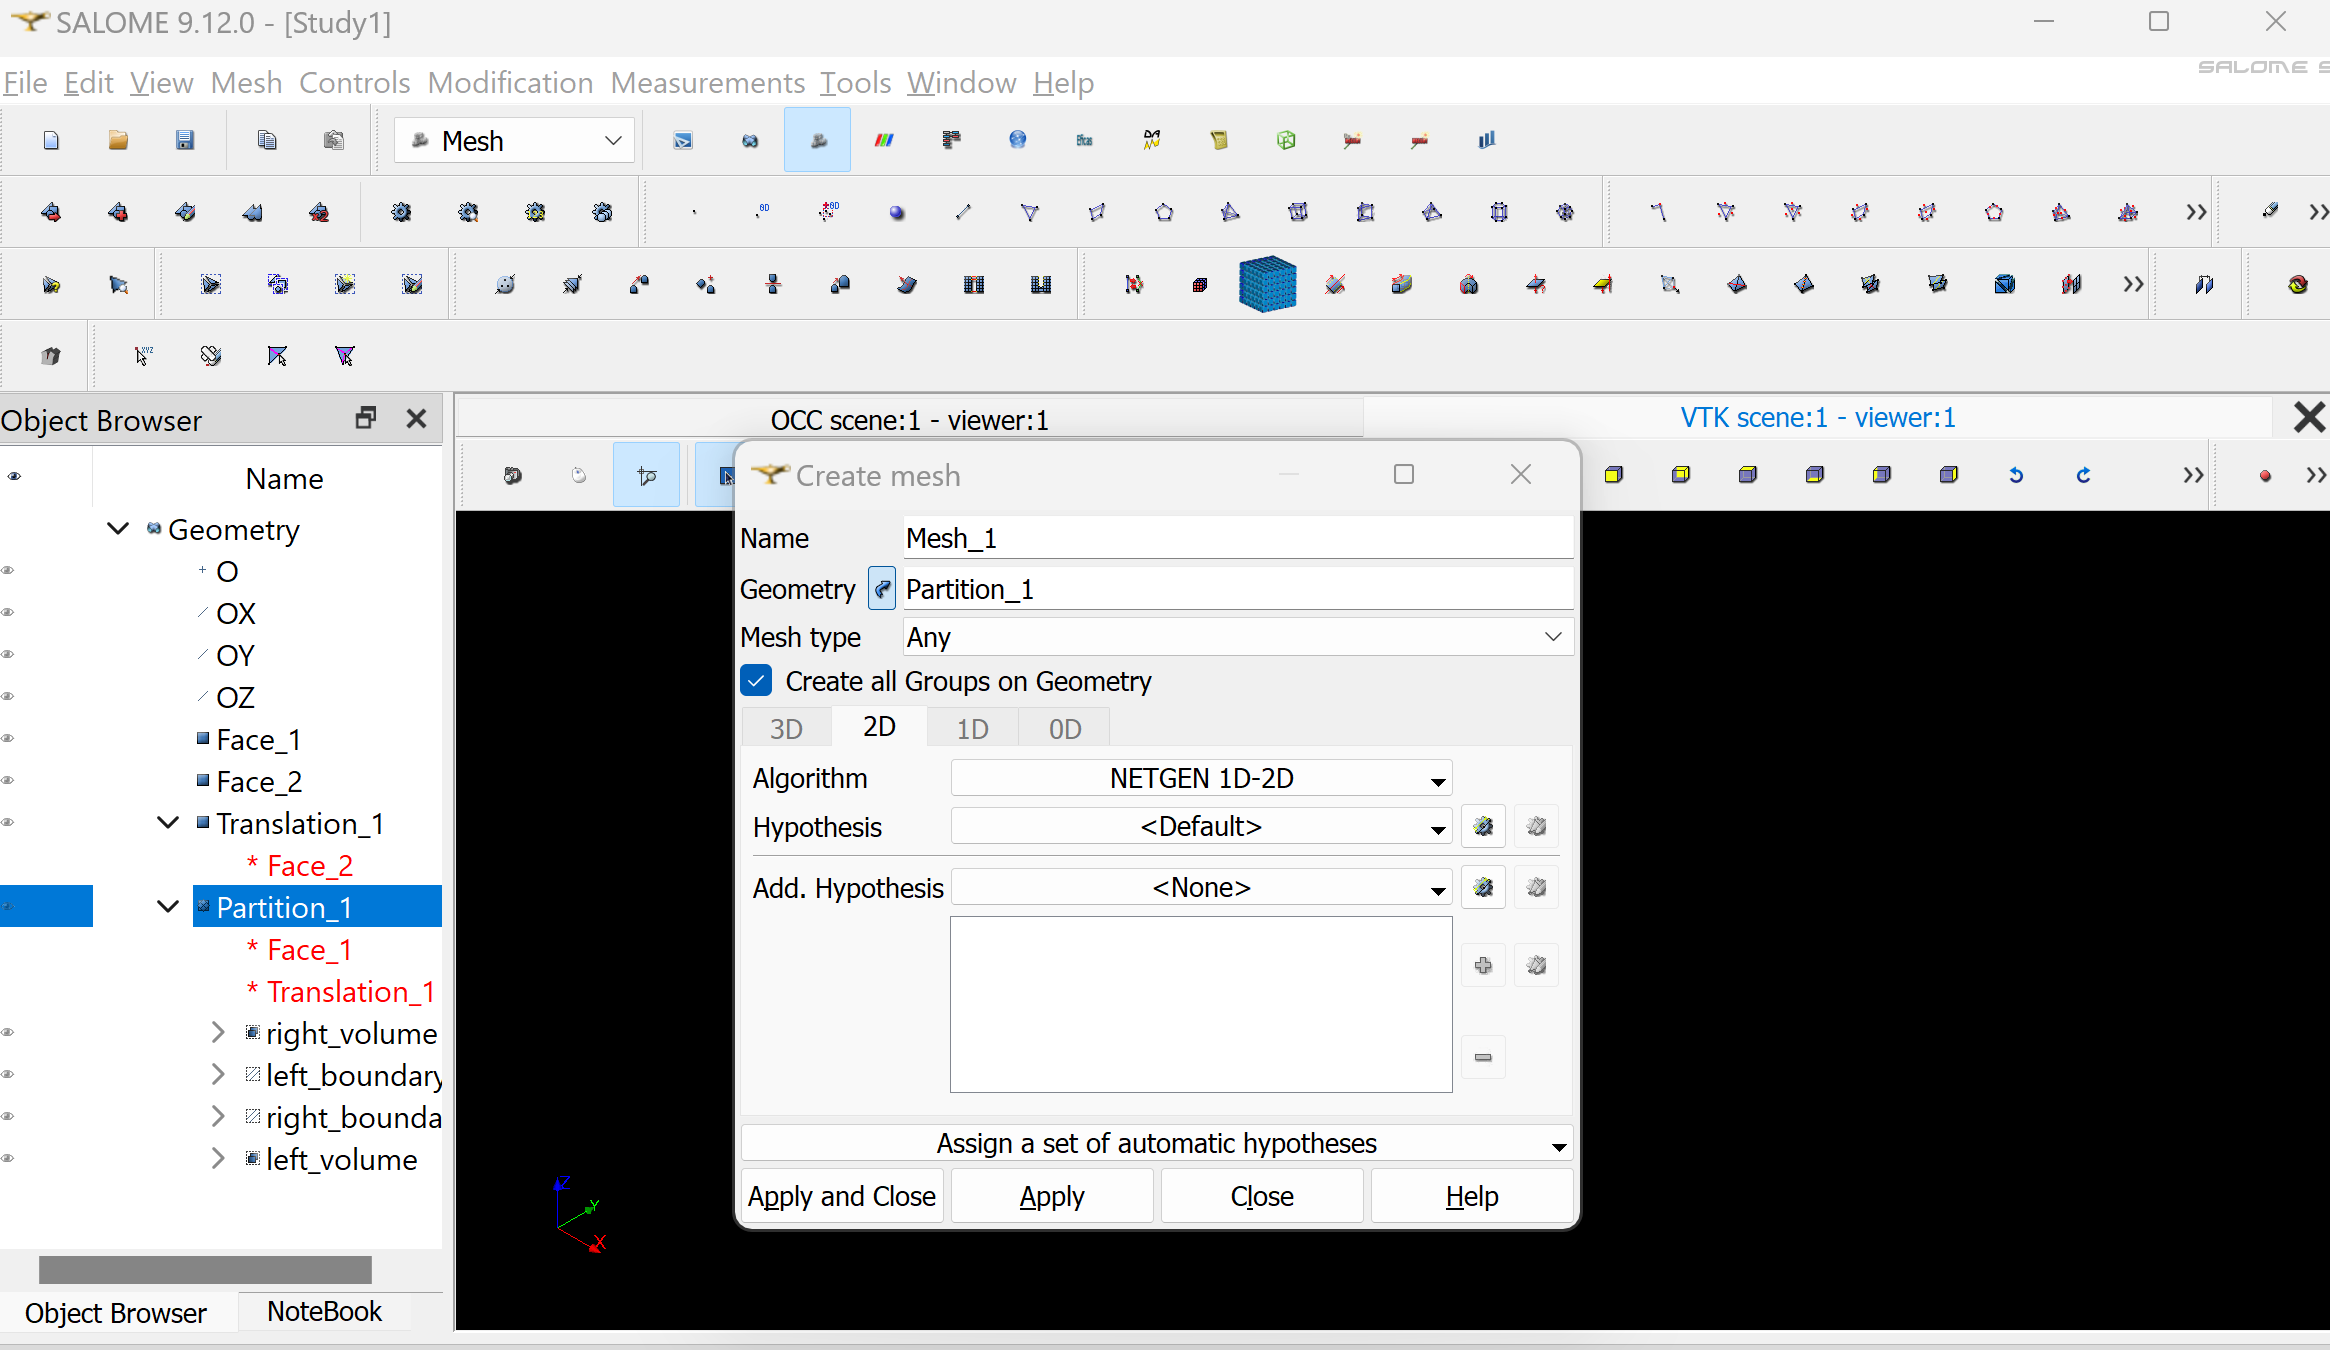 SALOME 9.12.0 - [Study1]
SALOME
File Edit View Mesh Controls Modification Measurements Tools Window Help
Mesh
Eficas
0D
0D
XYZ
Object Browser
OCC scene:1 - viewer:1
VTK scene:1 - viewer:1
Name
Geometry
O
OX
OY
OZ
Face_1
Face_2
Translation_1
* Face_2
Partition_1
* Face_1
* Translation_1
right_volume
left_boundary
right_bounda
left_volume
Object Browser
NoteBook
Create mesh
Name Mesh_1
Geometry Partition_1
Mesh type Any
Create all Groups on Geometry
3D 2D 1D 0D
Algorithm NETGEN 1D-2D
Hypothesis <Default>
Add. Hypothesis <None>
Assign a set of automatic hypotheses
Apply and Close Apply Close Help
Z
Y
X